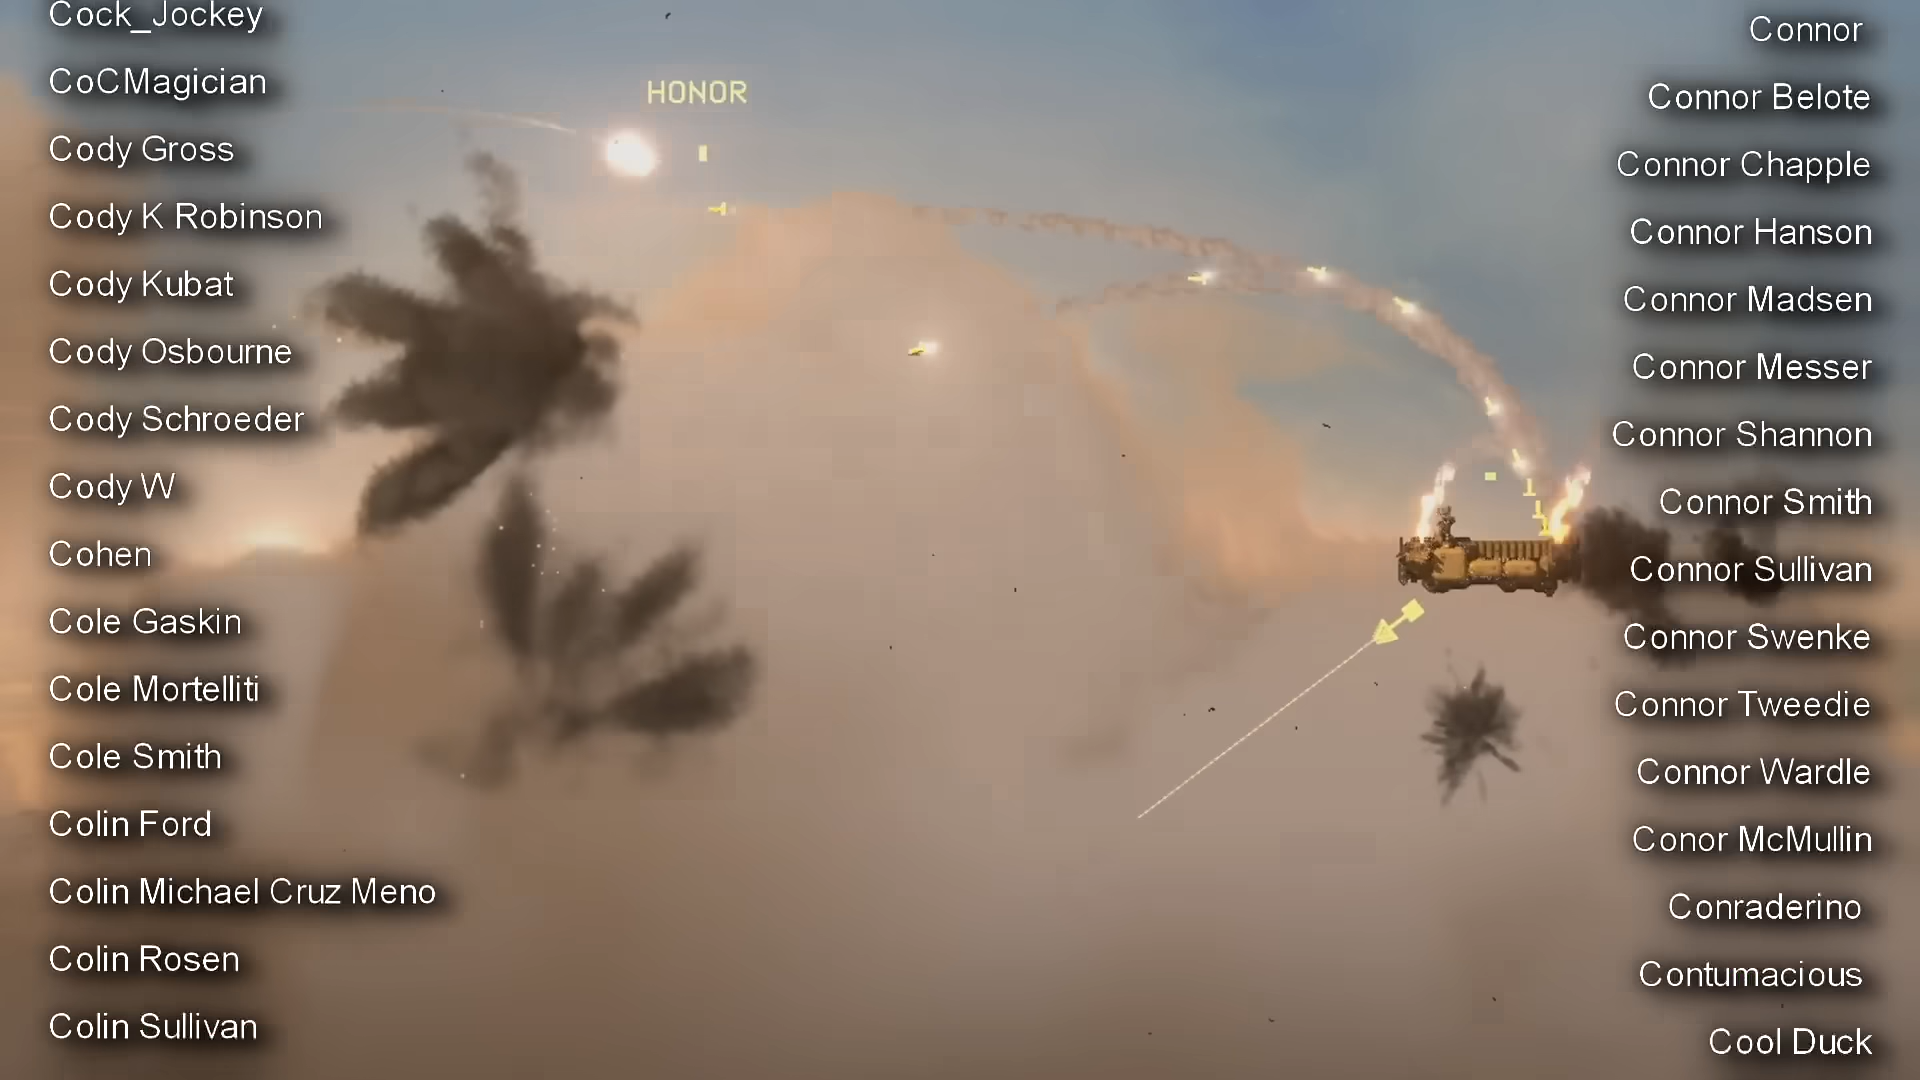 Cock_Jockey
CoCMagician
Cody Gross
Cody K Robinson
Cody Kubat
Cody Osbourne
Cody Schroeder
Cody W
Cohen
Cole Gaskin
Cole Mortelliti
Cole Smith
Colin Ford
Colin Michael Cruz Meno
Colin Rosen
Colin Sullivan
HONOR
Connor
Connor Belote
Connor Chapple
Connor Hanson
Connor Madsen
Connor Messer
Connor Shannon
Connor Smith
Connor Sullivan
Connor Swenke
Connor Tweedie
Connor Wardle
Conor McMullin
Conraderino
Contumacious
Cool Duck